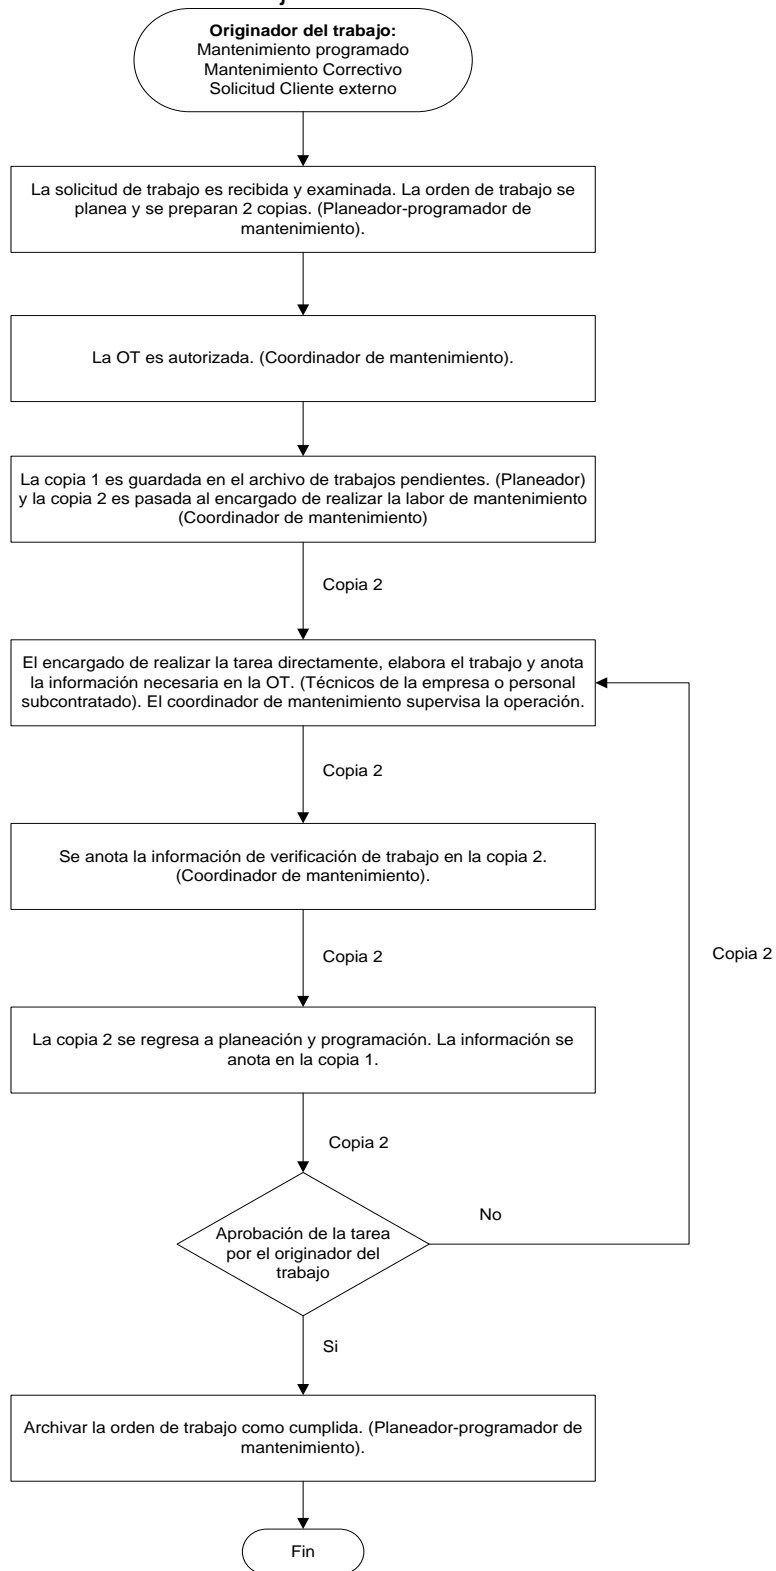 Originador del trabajo:
Mantenimiento programado
Mantenimiento Correctivo
Solicitud Cliente externo
La solicitud de trabajo es recibida y examinada. La orden de trabajo se
planea y se preparan 2 copias. (Planeador-programador de
mantenimiento).
La OT es autorizada. (Coordinador de mantenimiento).
La copia 1 es guardada en el archivo de trabajos pendientes. (Planeador)
y la copia 2 es pasada al encargado de realizar la labor de mantenimiento
(Coordinador de mantenimiento)
Copia 2
El encargado de realizar la tarea directamente, elabora el trabajo y anota
la información necesaria en la OT. (Técnicos de la empresa o personal
subcontratado). El coordinador de mantenimiento supervisa la operación.
Copia 2
Se anota la información de verificación de trabajo en la copia 2.
(Coordinador de mantenimiento).
Copia 2
Copia 2
La copia 2 se regresa a planeación y programación. La información se
anota en la copia 1.
Copia 2
No
Aprobación de la tarea
por el originador del
trabajo
Si
Archivar la orden de trabajo como cumplida. (Planeador-programador de
mantenimiento).
Fin